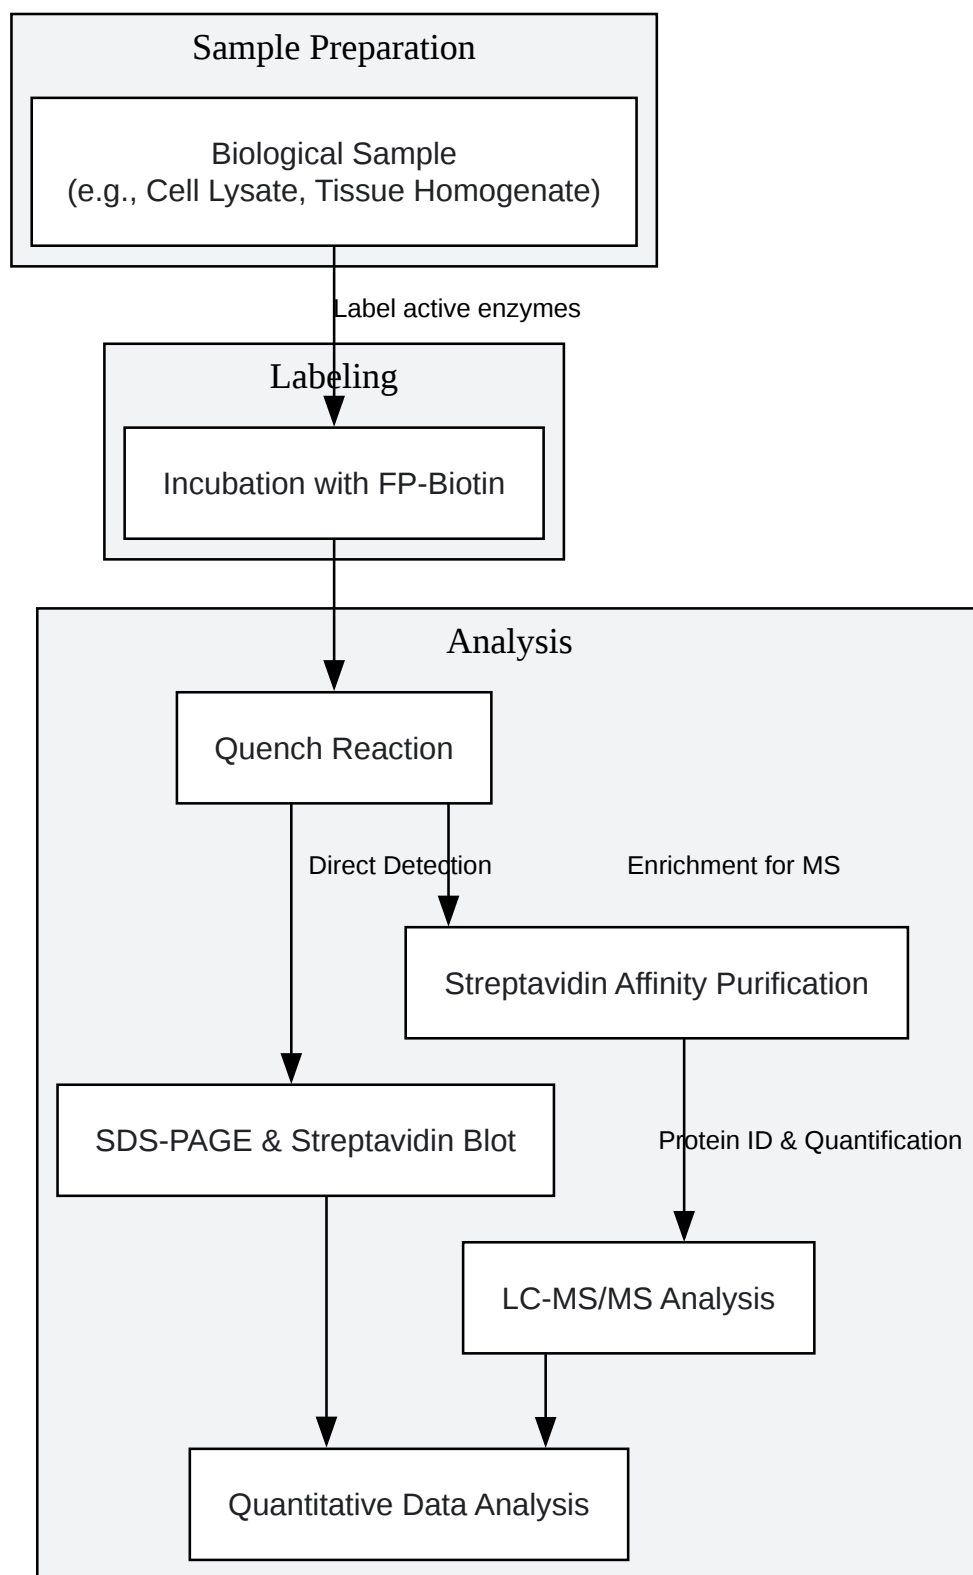 Sample Preparation
Biological Sample
(e.g., Cell Lysate, Tissue Homogenate)
Label active enzymes
Labeling
Incubation with FP-Biotin
Analysis
Quench Reaction
Direct Detection
Enrichment for MS
Streptavidin Affinity Purification
SDS-PAGE & Streptavidin Blot
Protein ID & Quantification
LC-MS/MS Analysis
Quantitative Data Analysis